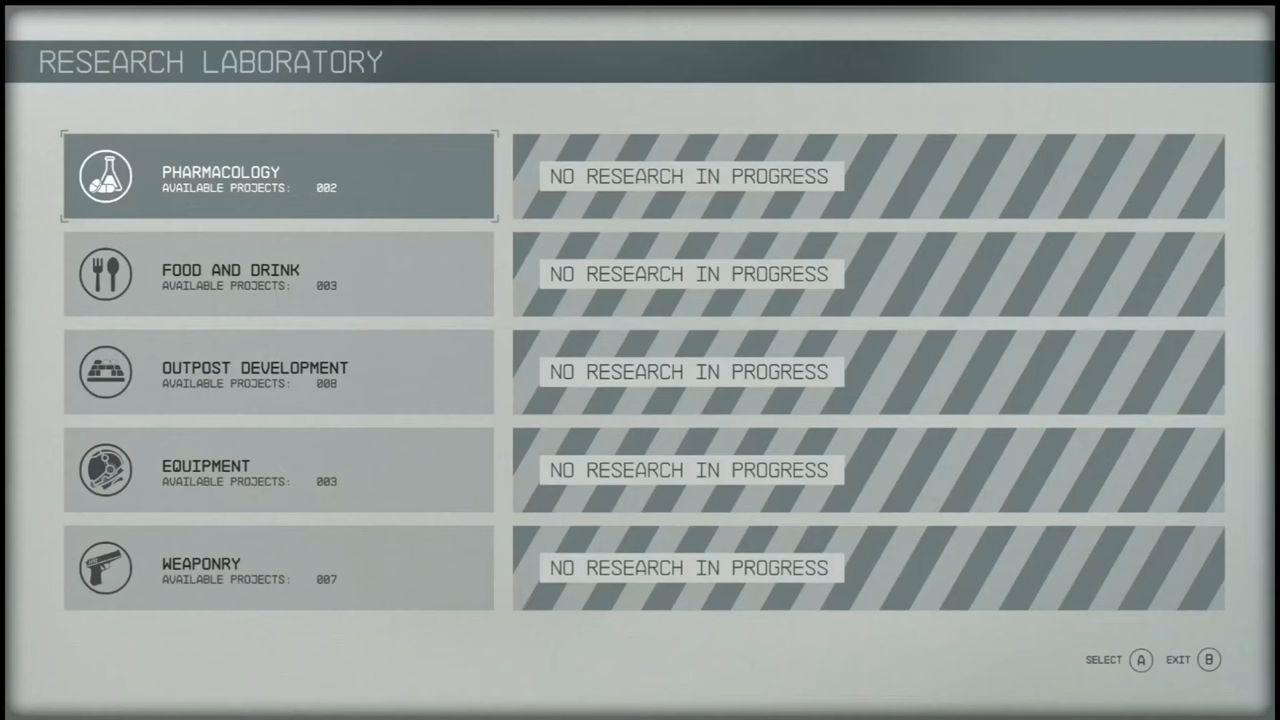 RESEARCH LABORATORY
PHARMACOLOGY
AVAILABLE PROJECTS: 002
NO RESEARCH IN PROGRESS
FOOD AND DRINK
AVAILABLE PROJECTS: 003
NO RESEARCH IN PROGRESS
OUTPOST DEVELOPMENT
AVAILABLE PROJECTS: 008
NO RESEARCH IN PROGRESS
EQUIPMENT
AVAILABLE PROJECTS: 003
NO RESEARCH IN PROGRESS
WEAPONRY
AVAILABLE PROJECTS: 007
NO RESEARCH IN PROGRESS
SELECT A EXIT B